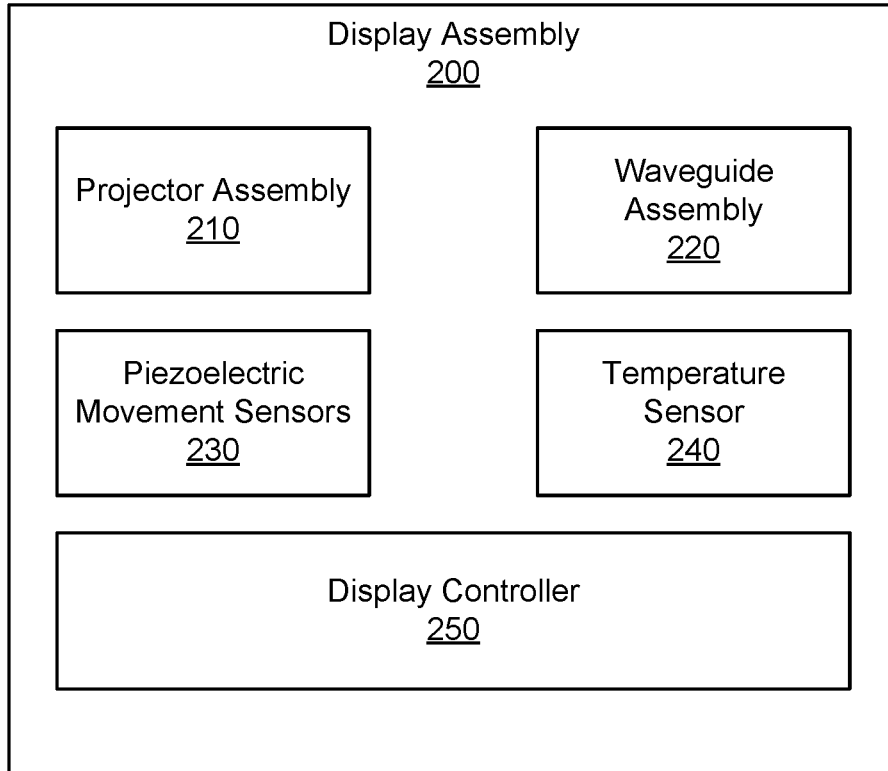 Display Assembly
200
Projector Assembly
210
Waveguide
Assembly
220
Piezoelectric
Movement Sensors
230
Temperature
Sensor
240
Display Controller
250